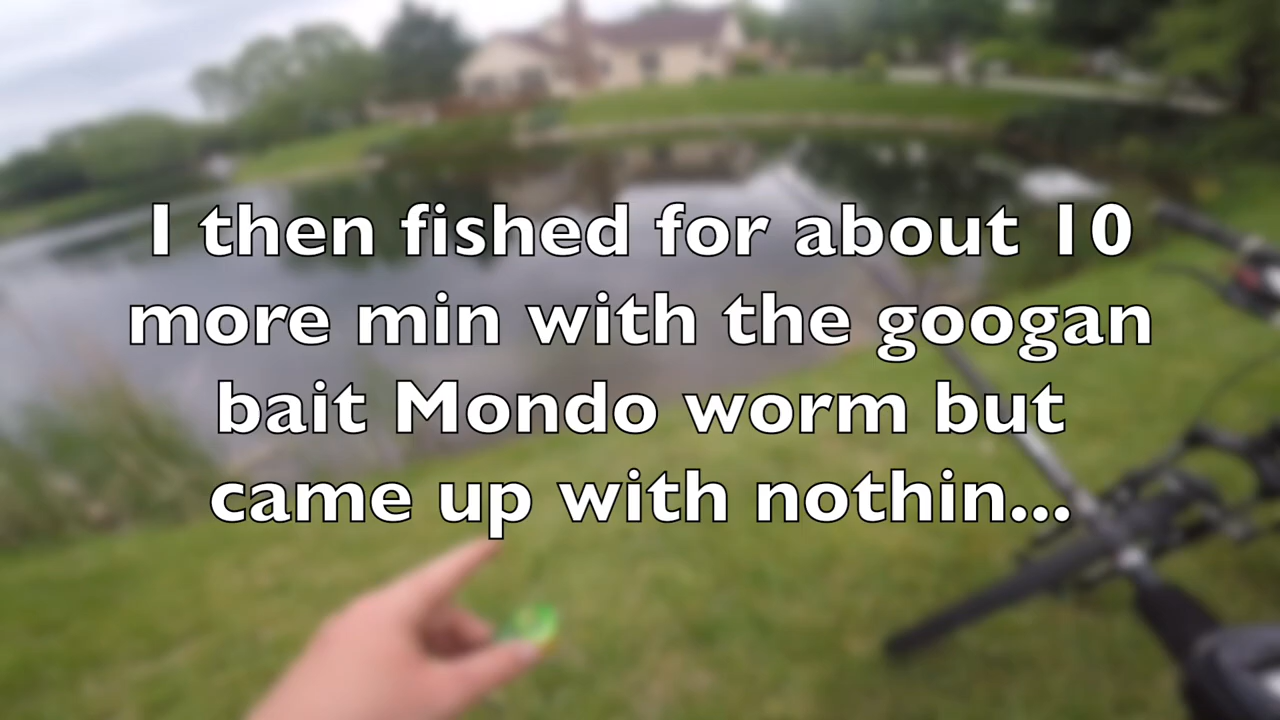 I then fished for about 10
more min with the googan
bait Mondo worm but
came up with nothin...